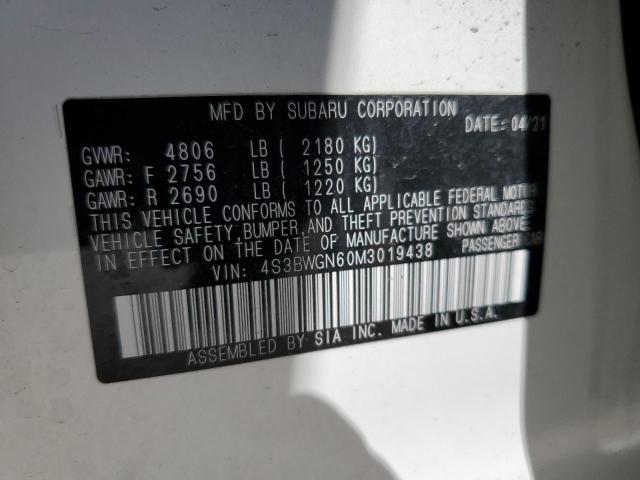 MFD BY SUBARU CORPORATION
DATE: 04/21
GVWR: 4806 LB ( 2180 KG)
GAWR: F 2756 LB ( 1250 KG)
GAWR: R 2690 LB ( 1220 KG)
THIS VEHICLE CONFORMS TO ALL APPLICABLE FEDERAL MOTOR
VEHICLE SAFETY, BUMPER, AND THEFT PREVENTION STANDARDS
IN EFFECT ON THE DATE OF MANUFACTURE SHOWN ABOVE.
VIN: 4S3BWGN60M3019438 PASSENGER CAR
ASSEMBLED BY SIA INC. MADE IN U.S.A.